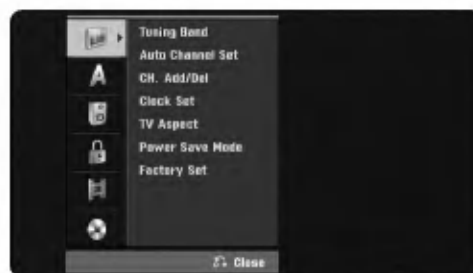 Tuning Band
Auto Channel Set
A
CH. Add/Del
Clock Set
TV Aspect
Power Save Mode
Factory Set
Close